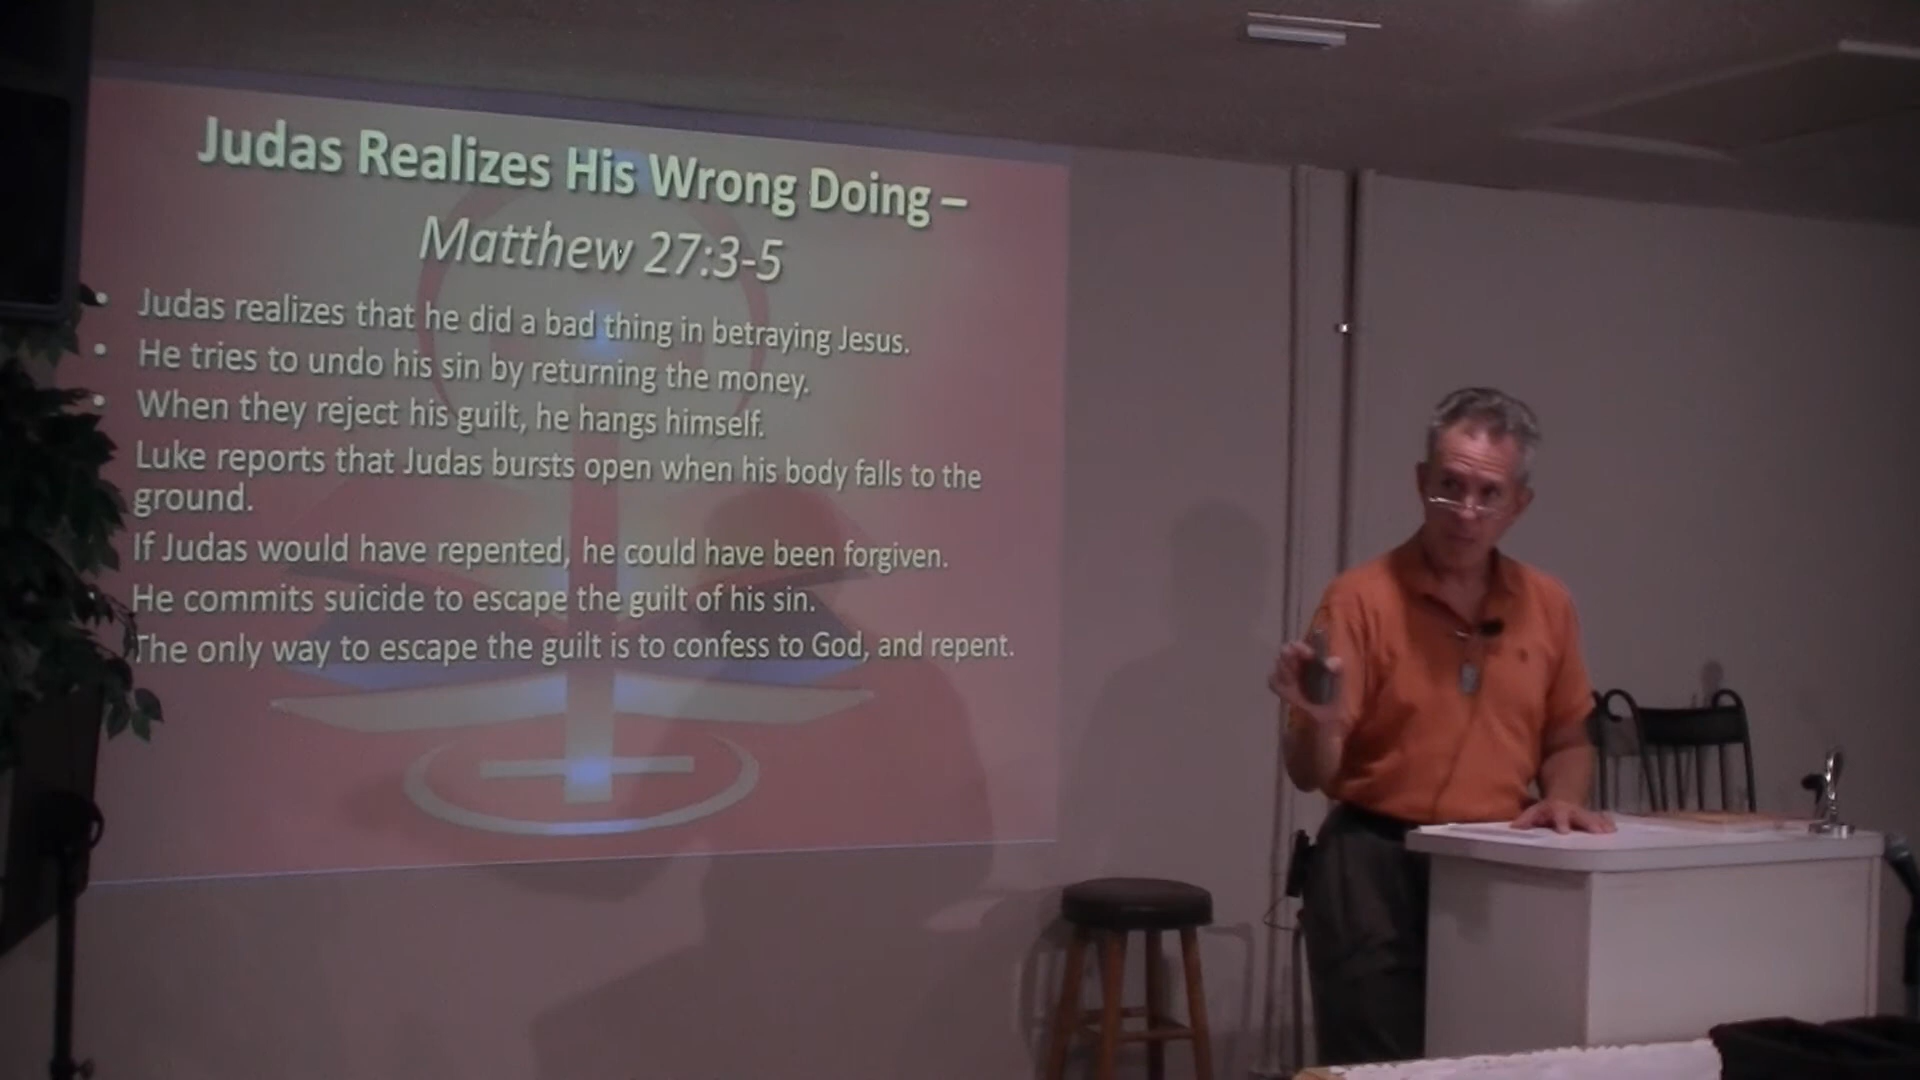 Judas Realizes His Wrong Doing –
Matthew 27:3-5
• Judas realizes that he did a bad thing in betraying Jesus.
• He tries to undo his sin by returning the money.
• When they reject his guilt, he hangs himself.
Luke reports that Judas bursts open when his body falls to the
ground.
If Judas would have repented, he could have been forgiven.
He commits suicide to escape the guilt of his sin.
The only way to escape the guilt is to confess to God, and repent.